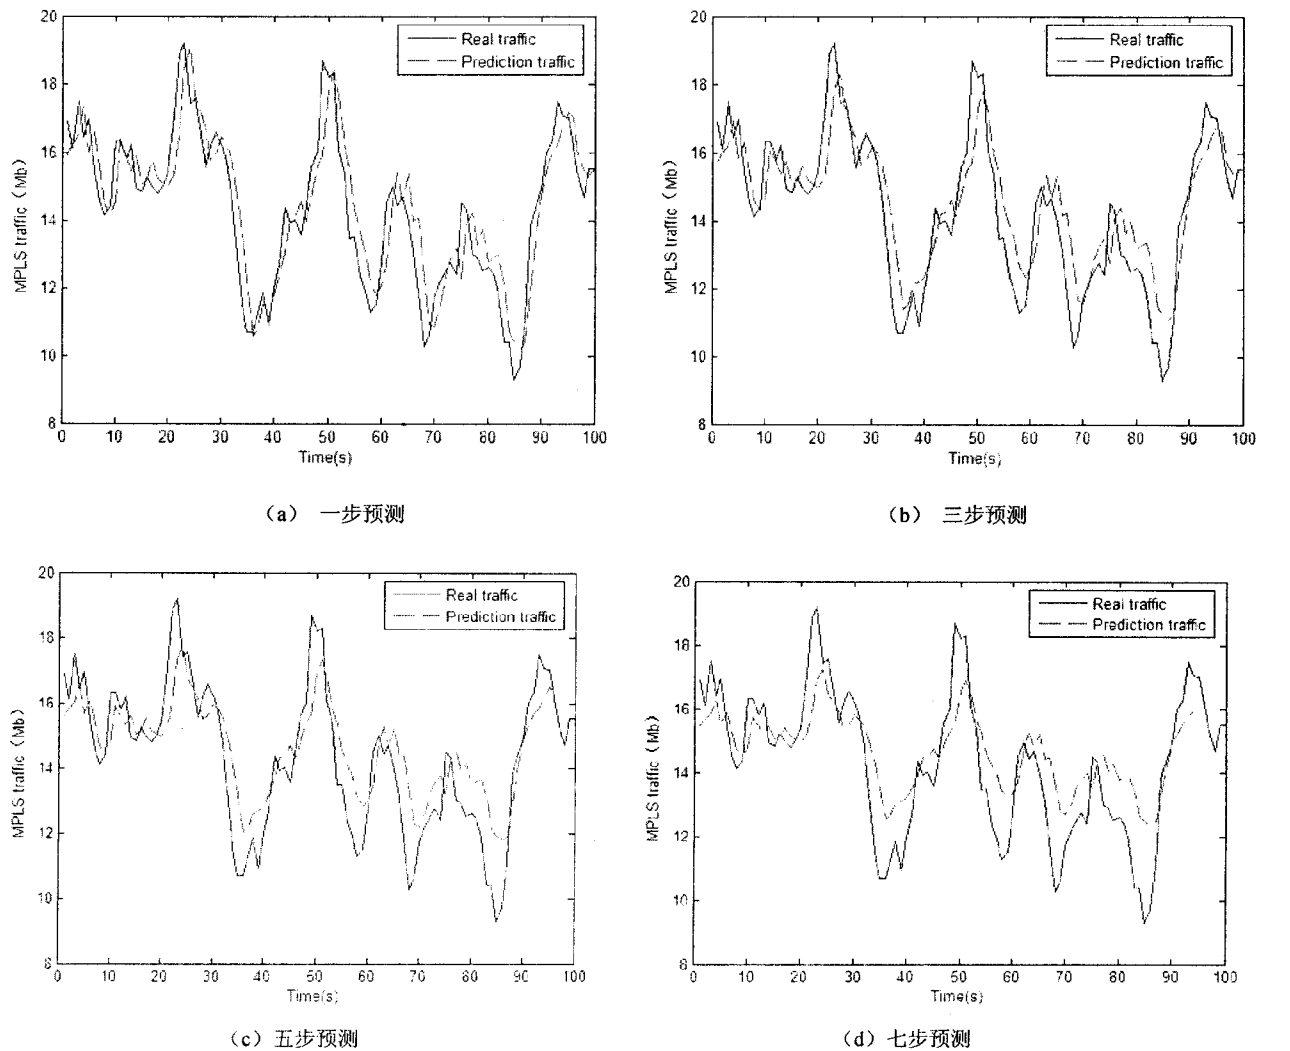 20
18
16
14
12
10
8
MPLS traffic（Mb）
Real traffic
Prediction traffic
0 10 20 30 40 50 60 70 80 90 100
Time(s)
（a） 一步预测
20
18
16
14
12
10
8
MPLS traffic（Mb）
Real traffic
Prediction traffic
0 10 20 30 40 50 60 70 80 90 100
Time(s)
（b） 三步预测
20
18
16
14
12
10
8
MPLS traffic（Mb）
Real traffic
Prediction traffic
0 10 20 30 40 50 60 70 80 90 100
Time(s)
（c）五步预测
20
18
16
14
12
10
8
MPLS traffic（Mb）
Real traffic
Prediction traffic
0 10 20 30 40 50 60 70 80 90 100
Time(s)
（d）七步预测